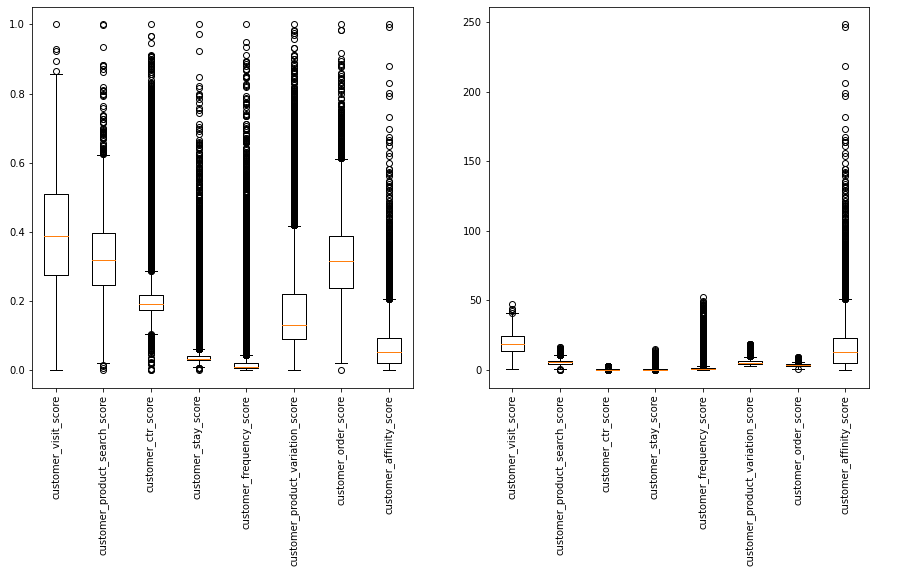 1.0
0.8
0.6
0.4
0.2
0.0
customer_visit_score
customer_product_search_score
customer_ctr_score
customer_stay_score
customer_frequency_score
customer_product_variation_score
customer_order_score
customer_affinity_score
250
200
150
100
50
0
customer_visit_score
customer_product_search_score
customer_ctr_score
customer_stay_score
customer_frequency_score
customer_product_variation_score
customer_order_score
customer_affinity_score